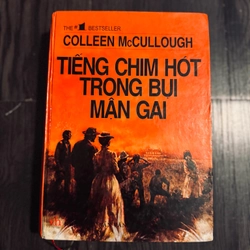 THE #1 BESTSELLER
COLLEEN McCULLOUGH
TIẾNG CHIM HÓT
TRONG BỤI
MẬN GAI